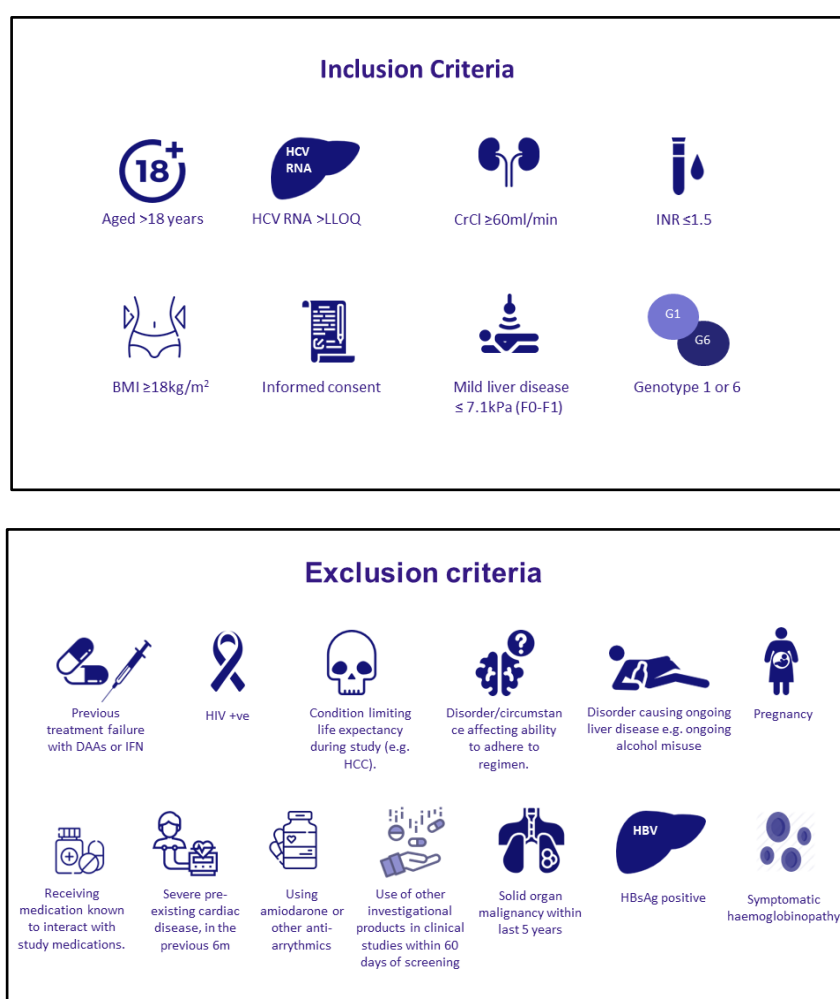 Inclusion Criteria
18+
HCV
RNA
Aged >18 years
HCV RNA >LLOQ
CrCl ≥60ml/min
INR ≤1.5
G1
G6
BMI ≥18kg/m²
Informed consent
Mild liver disease
≤ 7.1kPa (F0-F1)
Genotype 1 or 6
Exclusion criteria
?
Previous
treatment failure
with DAAs or IFN
HIV +ve
Condition limiting
life expectancy
during study (e.g.
HCC).
Disorder/circumstan
ce affecting ability
to adhere to
regimen.
Disorder causing ongoing
liver disease e.g. ongoing
alcohol misuse
Pregnancy
HBV
Receiving
medication known
to interact with
study medications.
Severe pre-
existing cardiac
disease, in the
previous 6m
Using
amiodarone or
other anti-
arrythmics
Use of other
investigational
products in clinical
studies within 60
days of screening
Solid organ
malignancy within
last 5 years
HBsAg positive
Symptomatic
haemoglobinopathy